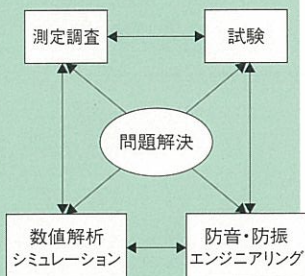 測定調査
試験
問題解決
数値解析
シミュレーション
防音・防振
エンジニアリング